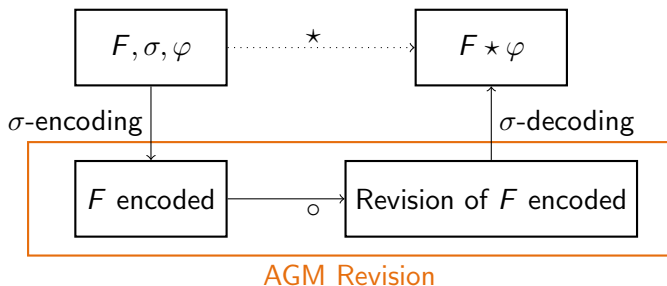 F, σ, φ
⋆
F ⋆ φ
σ-encoding
σ-decoding
F encoded
∘
Revision of F encoded
AGM Revision